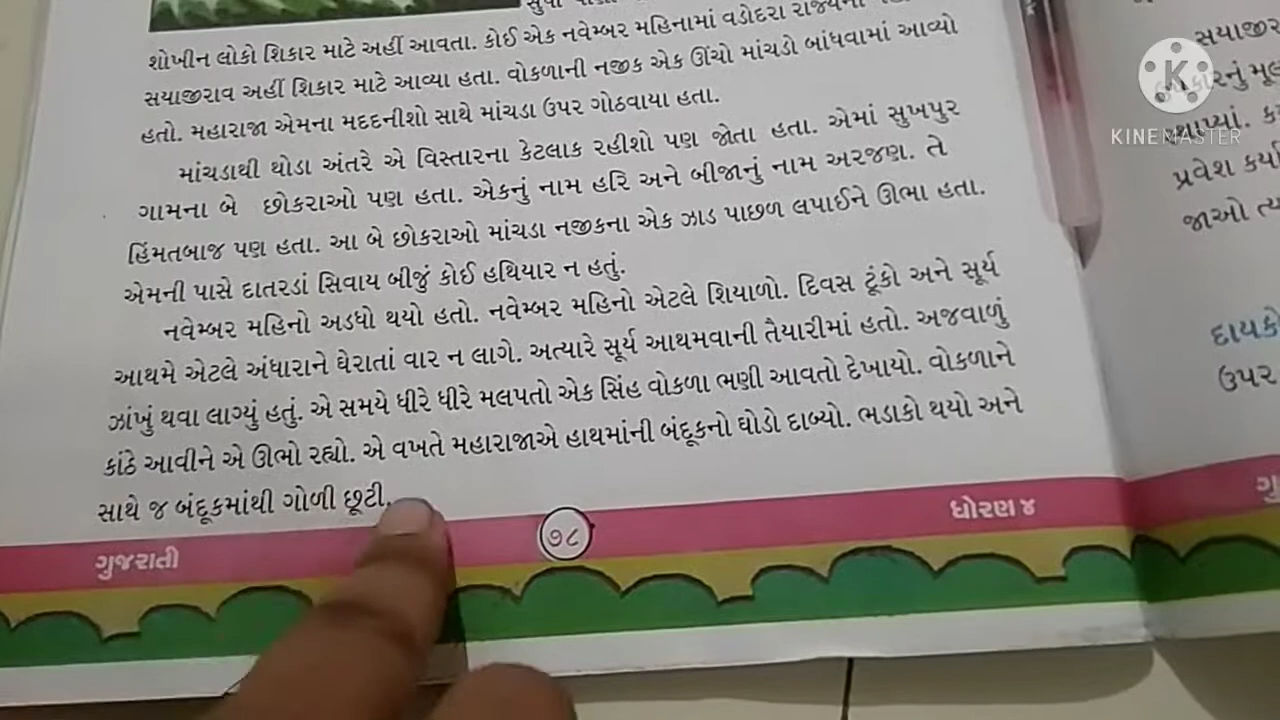 શોખીન લોકો શિકાર માટે અહીં આવતા. કોઈ એક નવેમ્બર મહિનામાં વડોદરા રાજ્યના
સયાજીરાવ અહીં શિકાર માટે આવ્યા હતા. વોકળાની નજીક એક ઊંચો માંચડો બાંધવામાં આવ્યો
હતો. મહારાજા એમના મદદનીશો સાથે માંચડા ઉપર ગોઠવાયા હતા.
માંચડાથી થોડા અંતરે એ વિસ્તારના કેટલાક રહીશો પણ જોતા હતા. એમાં સુખપુર
ગામના બે છોકરાઓ પણ હતા. એકનું નામ હરિ અને બીજાનું નામ અરજણ. તે
હિંમતબાજ પણ હતા. આ બે છોકરાઓ માંચડા નજીકના એક ઝાડ પાછળ લપાઈને ઊભા હતા.
એમની પાસે દાતરડાં સિવાય બીજું કોઈ હથિયાર ન હતું.
નવેમ્બર મહિનો અડધો થયો હતો. નવેમ્બર મહિનો એટલે શિયાળો. દિવસ ટૂંકો અને સૂર્ય
આથમે એટલે અંધારાને ઘેરાતાં વાર ન લાગે. અત્યારે સૂર્ય આથમવાની તૈયારીમાં હતો. અજવાળું
ઝાંખું થવા લાગ્યું હતું. એ સમયે ધીરે ધીરે મલપતો એક સિંહ વોકળા ભણી આવતો દેખાયો. વોકળાને
કાંઠે આવીને એ ઊભો રહ્યો. એ વખતે મહારાજાએ હાથમાંની બંદૂકનો ઘોડો દાબ્યો. ભડાકો થયો અને
સાથે જ બંદૂકમાંથી ગોળી છૂટી.
ગુજરાતી
૭૮
ધોરણ ૪
સયાજીર
નું મૂલ
પ્રવેશ કર્યા
જાઓ ત્ય
દાયકો
ઉપર
KINEMASTER